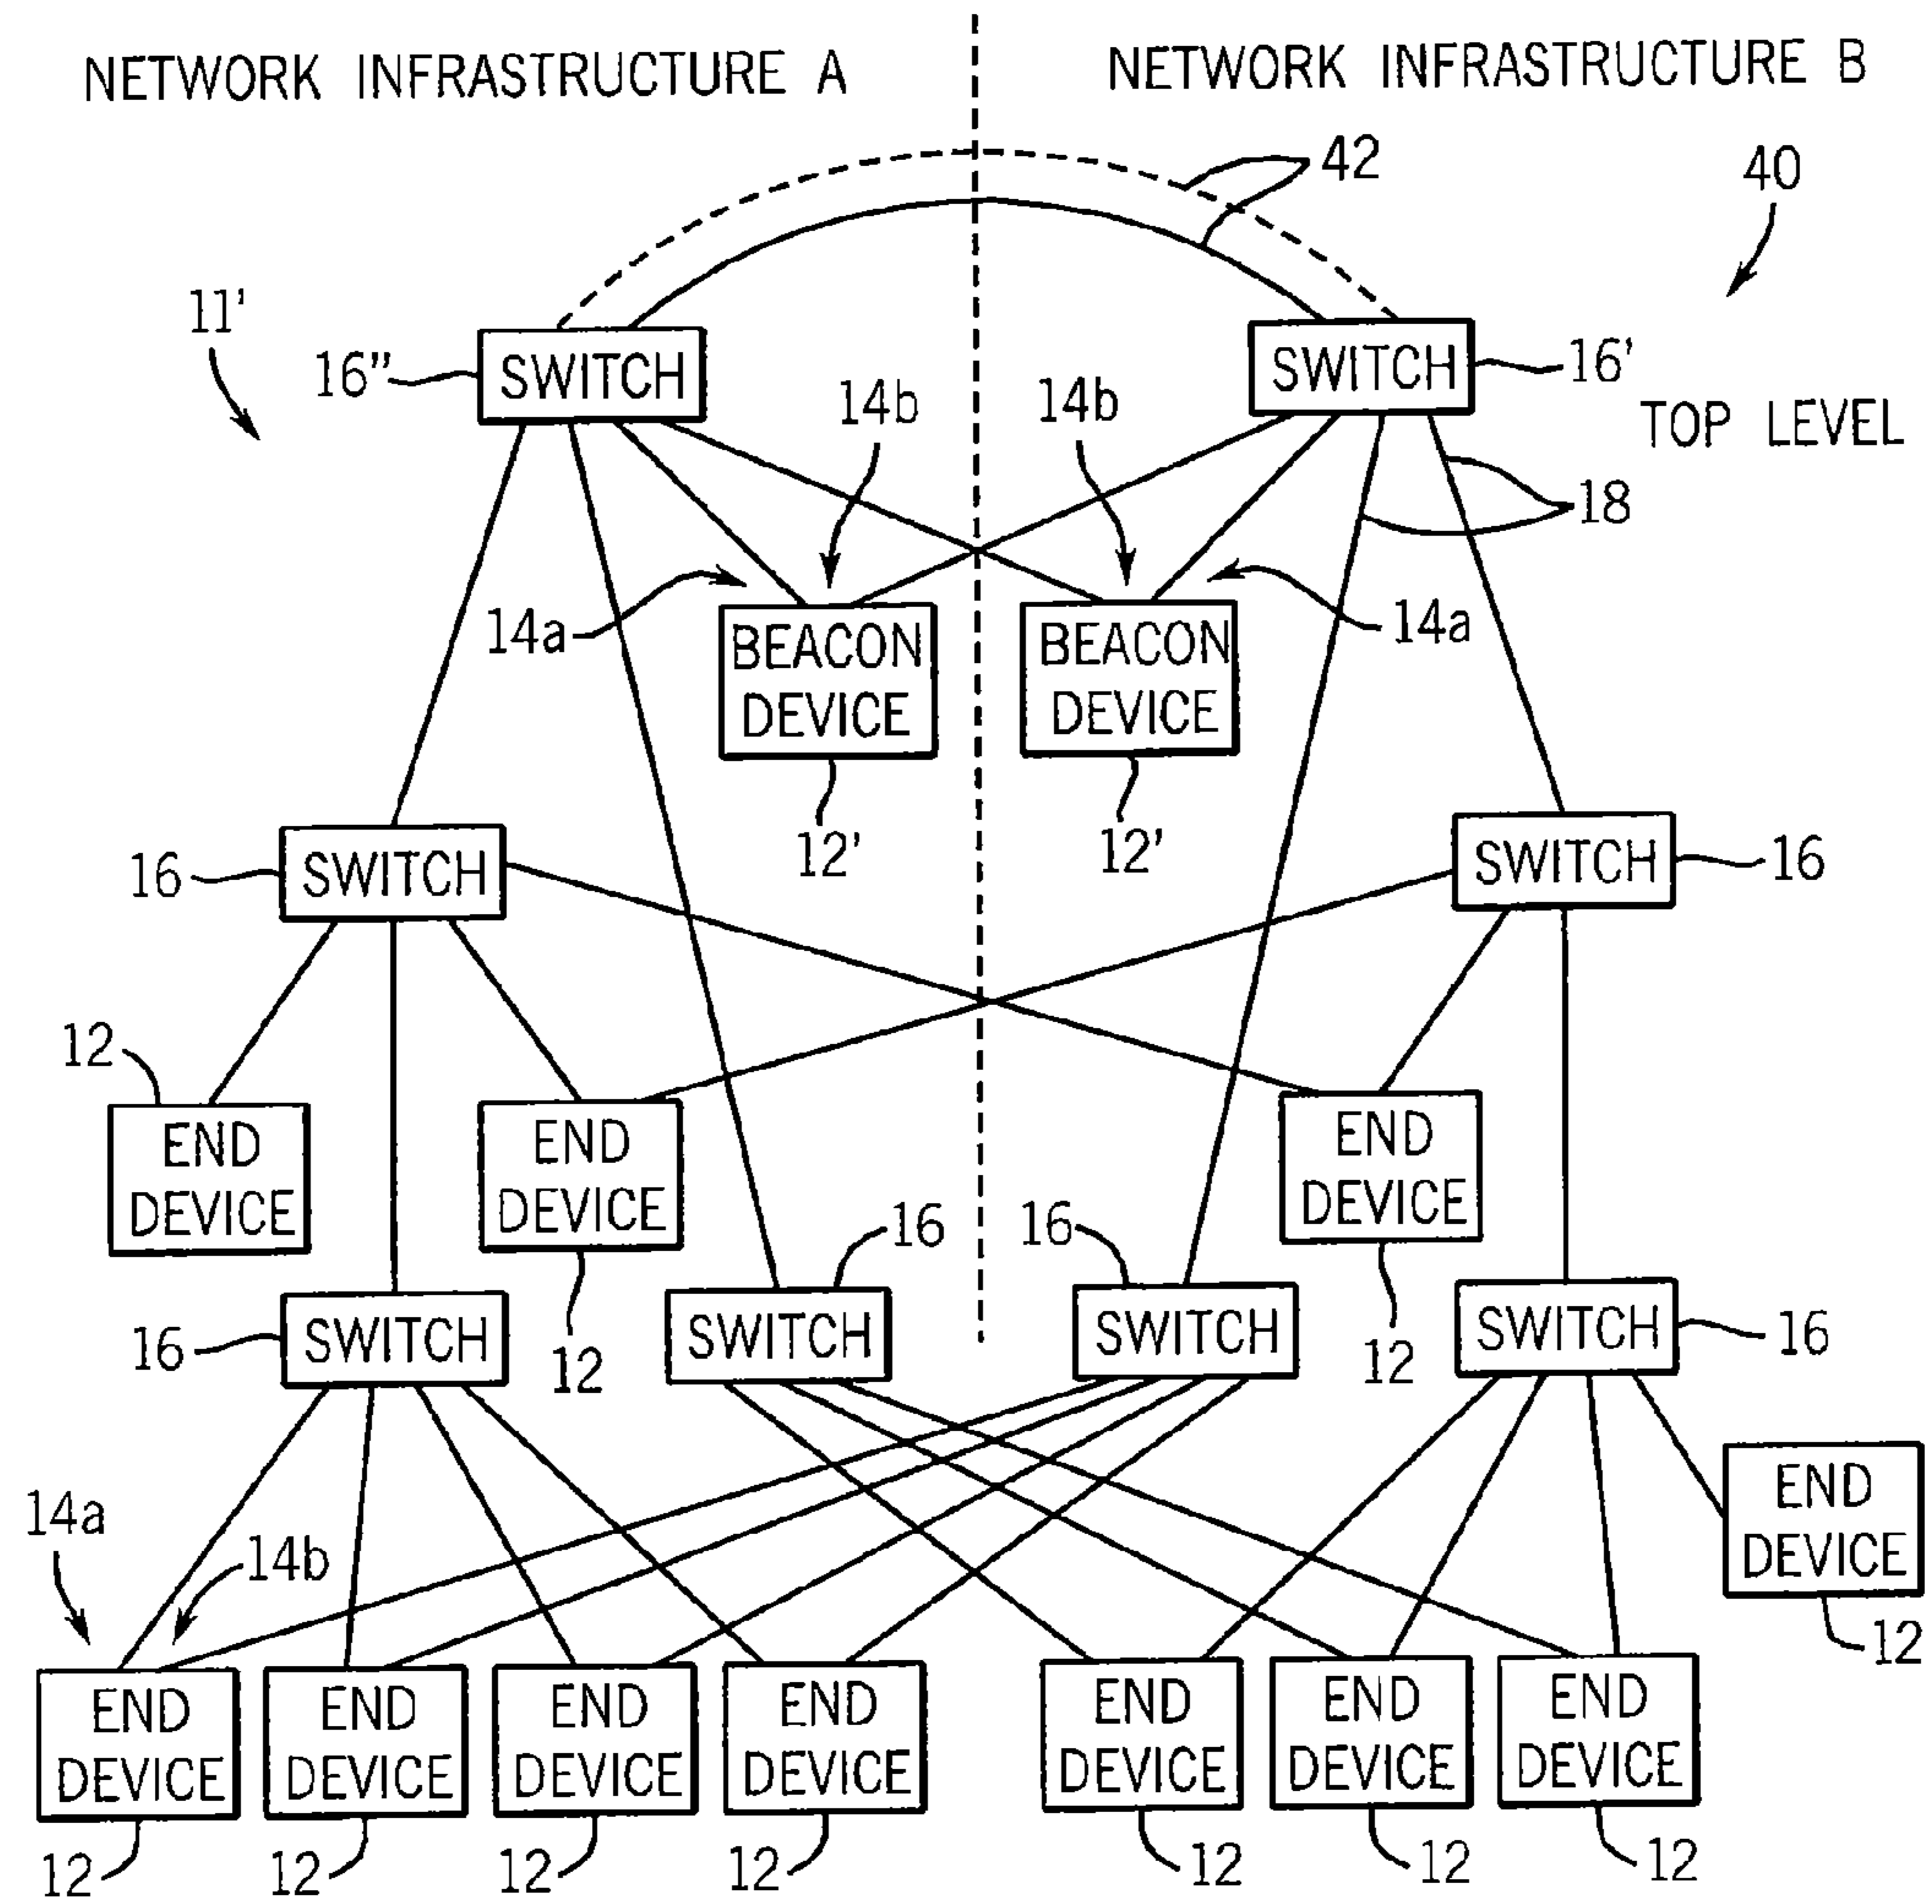 NETWORK INFRASTRUCTURE A
NETWORK INFRASTRUCTURE B
42
40
11'
16"
SWITCH
SWITCH
16'
14b
14b
TOP LEVEL
18
14a
14a
BEACON
DEVICE
BEACON
DEVICE
12'
12'
16
SWITCH
SWITCH
16
12
END
DEVICE
END
DEVICE
END
DEVICE
12
12
16
16
16
SWITCH
SWITCH
SWITCH
SWITCH
16
14a
14b
END
DEVICE
12
END
DEVICE
END
DEVICE
END
DEVICE
END
DEVICE
END
DEVICE
END
DEVICE
END
DEVICE
12
12
12
12
12
12
12